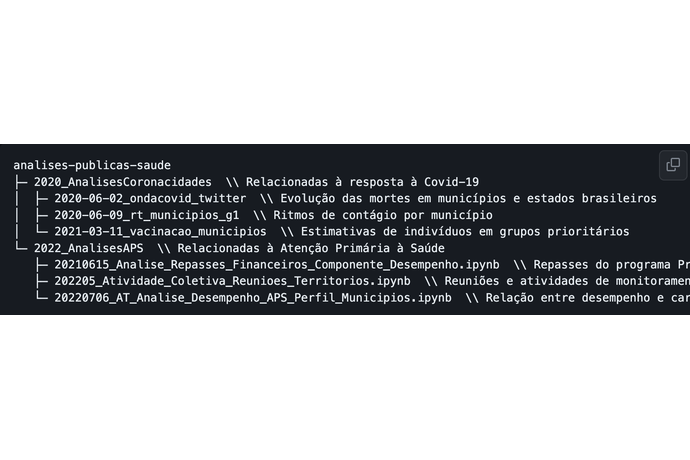 analises-publicas-saude
├─ 2020_AnalisesCoronacidades  \\ Relacionadas à resposta à Covid-19
│  ├─ 2020-06-02_ondacovid_twitter  \\ Evolução das mortes em municípios e estados brasileiros
│  ├─ 2020-06-09_rt_municipios_g1  \\ Ritmos de contágio por município
│  └─ 2021-03-11_vacinacao_municipios  \\ Estimativas de indivíduos em grupos prioritários
└─ 2022_AnalisesAPS  \\ Relacionadas à Atenção Primária à Saúde
   ├─ 20210615_Analise_Repasses_Financeiros_Componente_Desempenho.ipynb  \\ Repasses do programa Pr
   ├─ 202205_Atividade_Coletiva_Reunioes_Territorios.ipynb  \\ Reuniões e atividades de monitoramen
   └─ 20220706_AT_Analise_Desempenho_APS_Perfil_Municipios.ipynb  \\ Relação entre desempenho e car